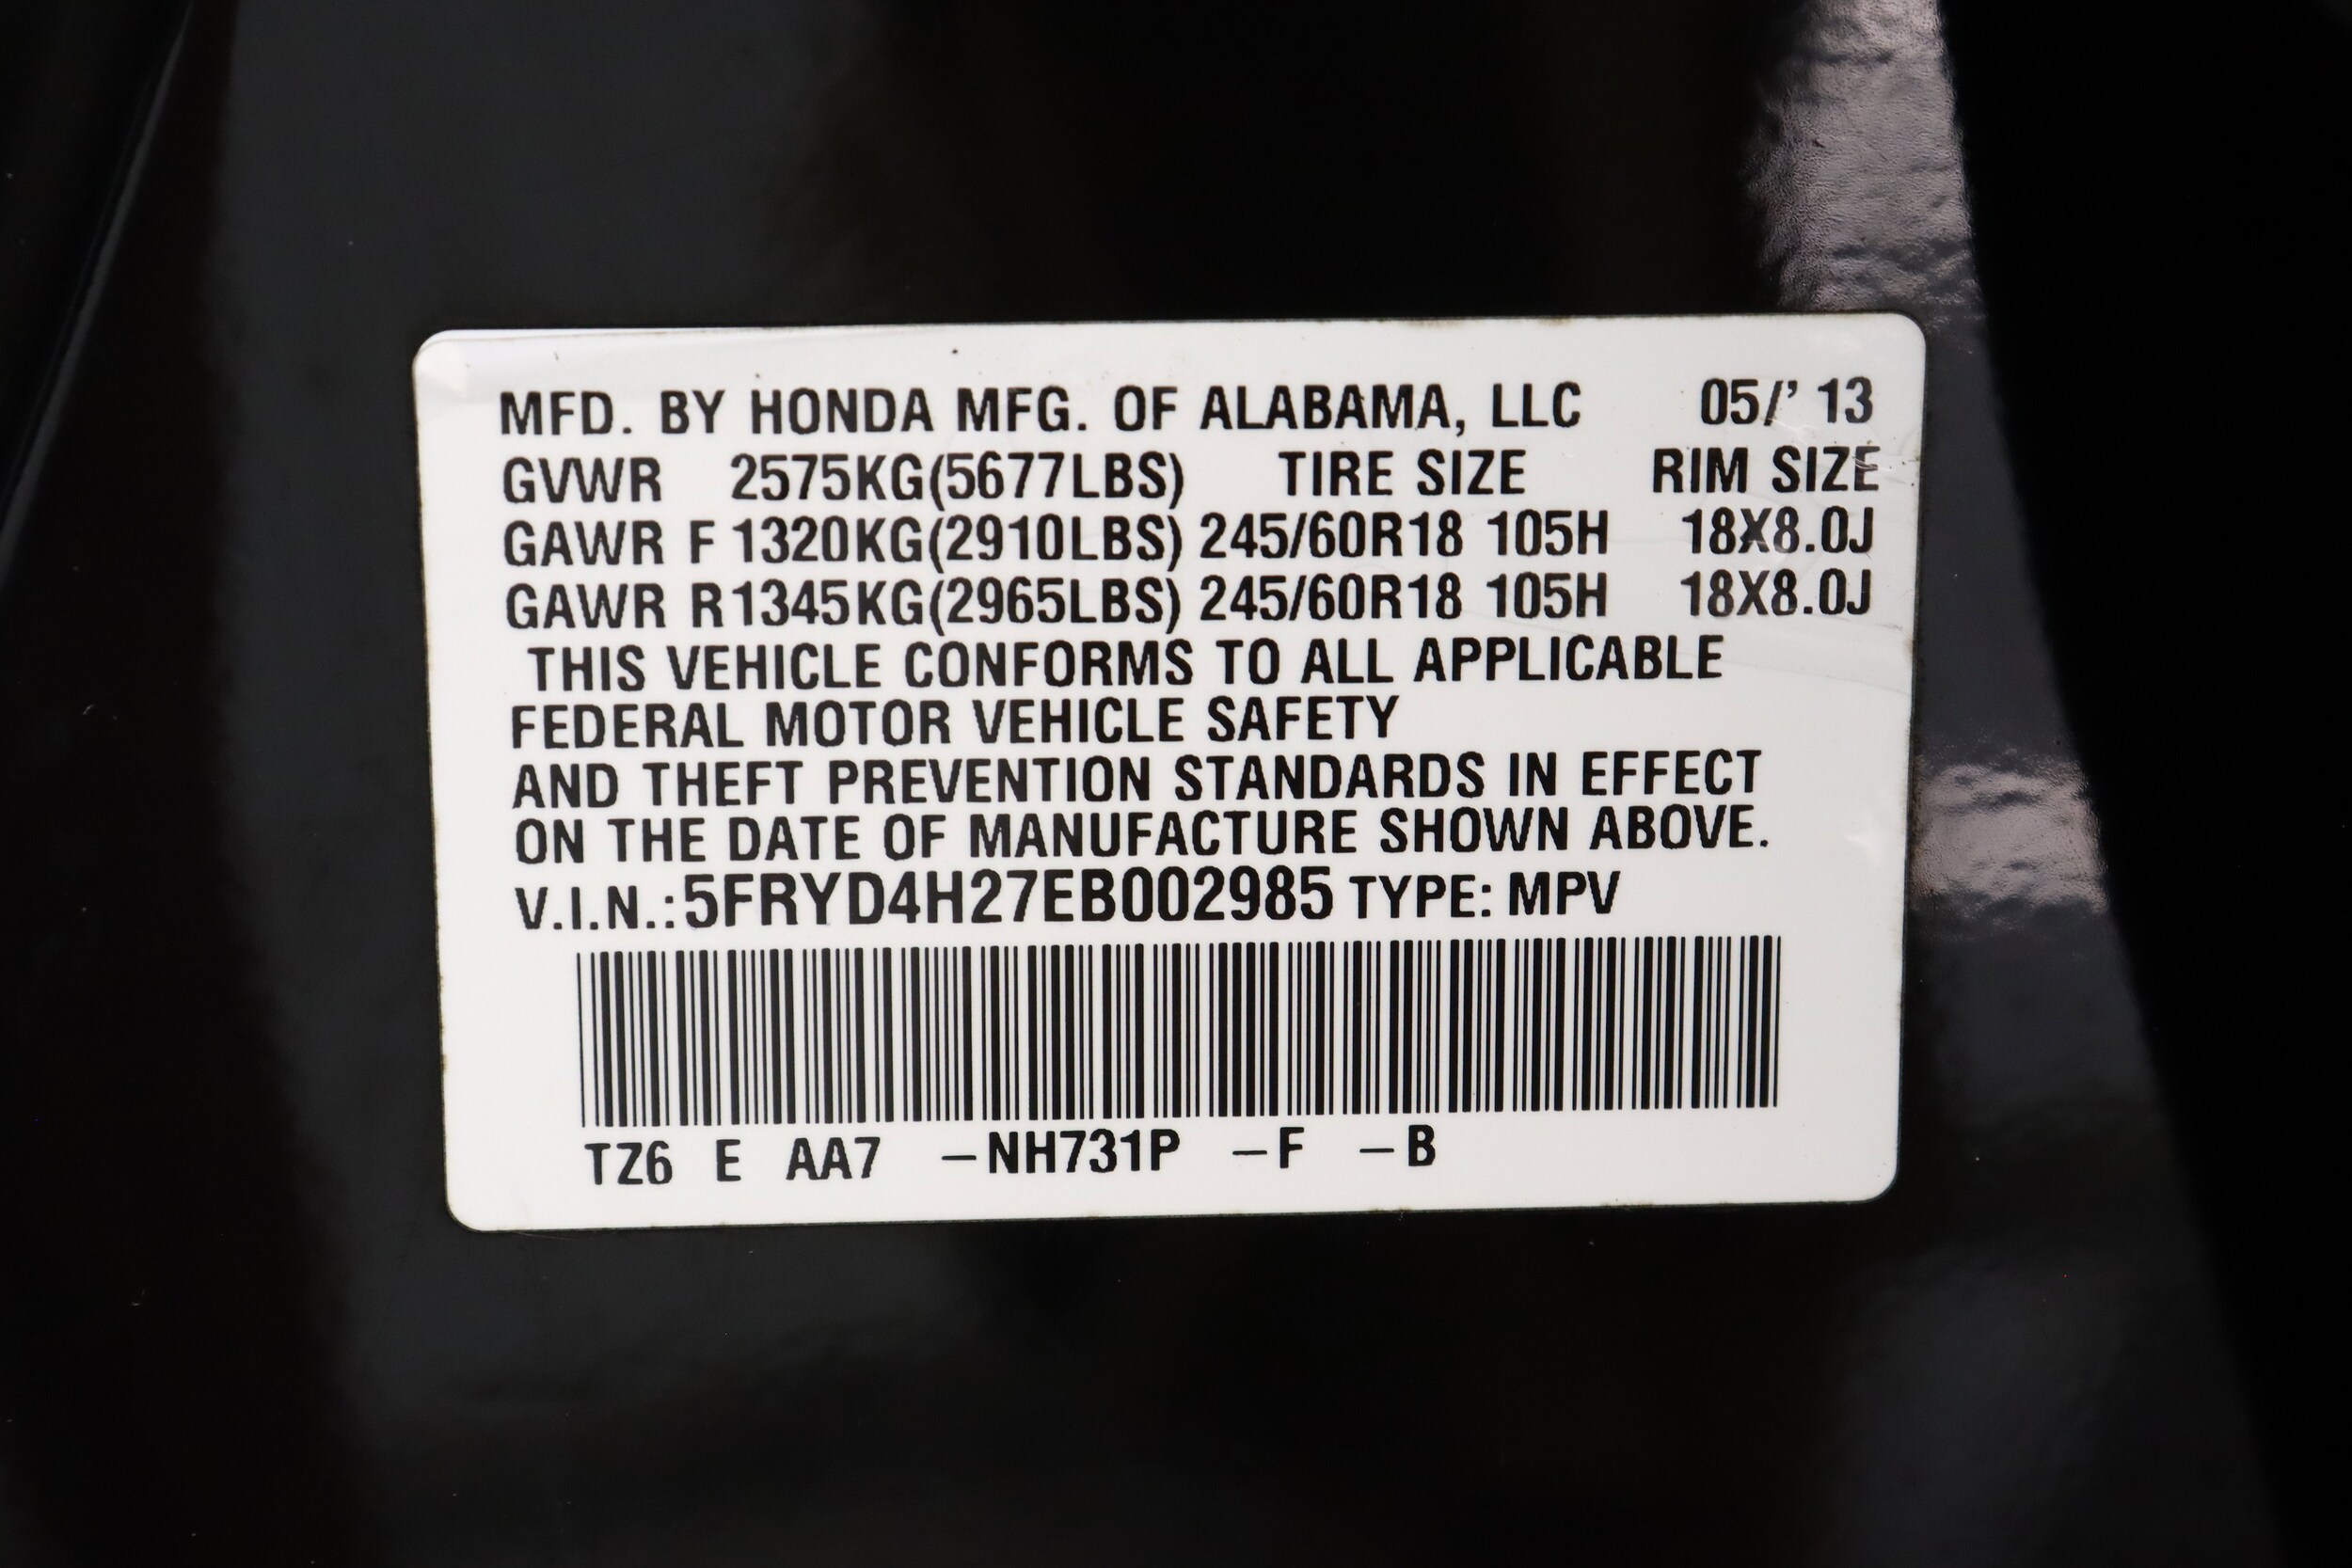 MFD. BY HONDA MFG. OF ALABAMA, LLC 05/' 13
GVWR 2575KG(5677LBS) TIRE SIZE RIM SIZE
GAWR F 1320KG(2910LBS) 245/60R18 105H 18X8.0J
GAWR R 1345KG(2965LBS) 245/60R18 105H 18X8.0J
THIS VEHICLE CONFORMS TO ALL APPLICABLE
FEDERAL MOTOR VEHICLE SAFETY
AND THEFT PREVENTION STANDARDS IN EFFECT
ON THE DATE OF MANUFACTURE SHOWN ABOVE.
V.I.N.:5FRYD4H27EB002985 TYPE: MPV
TZ6 E AA7 –NH731P –F –B